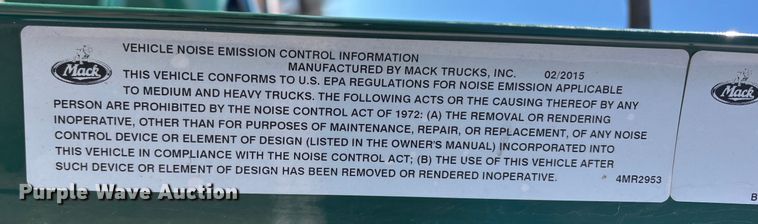 VEHICLE NOISE EMISSION CONTROL INFORMATION
MANUFACTURED BY MACK TRUCKS, INC. 02/2015
Mack
THIS VEHICLE CONFORMS TO U.S. EPA REGULATIONS FOR NOISE EMISSION APPLICABLE
TO MEDIUM AND HEAVY TRUCKS. THE FOLLOWING ACTS OR THE CAUSING THEREOF BY ANY
PERSON ARE PROHIBITED BY THE NOISE CONTROL ACT OF 1972: (A) THE REMOVAL OR RENDERING
INOPERATIVE, OTHER THAN FOR PURPOSES OF MAINTENANCE, REPAIR, OR REPLACEMENT, OF ANY NOISE
CONTROL DEVICE OR ELEMENT OF DESIGN (LISTED IN THE OWNER'S MANUAL) INCORPORATED INTO
THIS VEHICLE IN COMPLIANCE WITH THE NOISE CONTROL ACT; (B) THE USE OF THIS VEHICLE AFTER
SUCH DEVICE OR ELEMENT OF DESIGN HAS BEEN REMOVED OR RENDERED INOPERATIVE. 4MR2953
Mack
B
Purple Wave Auction